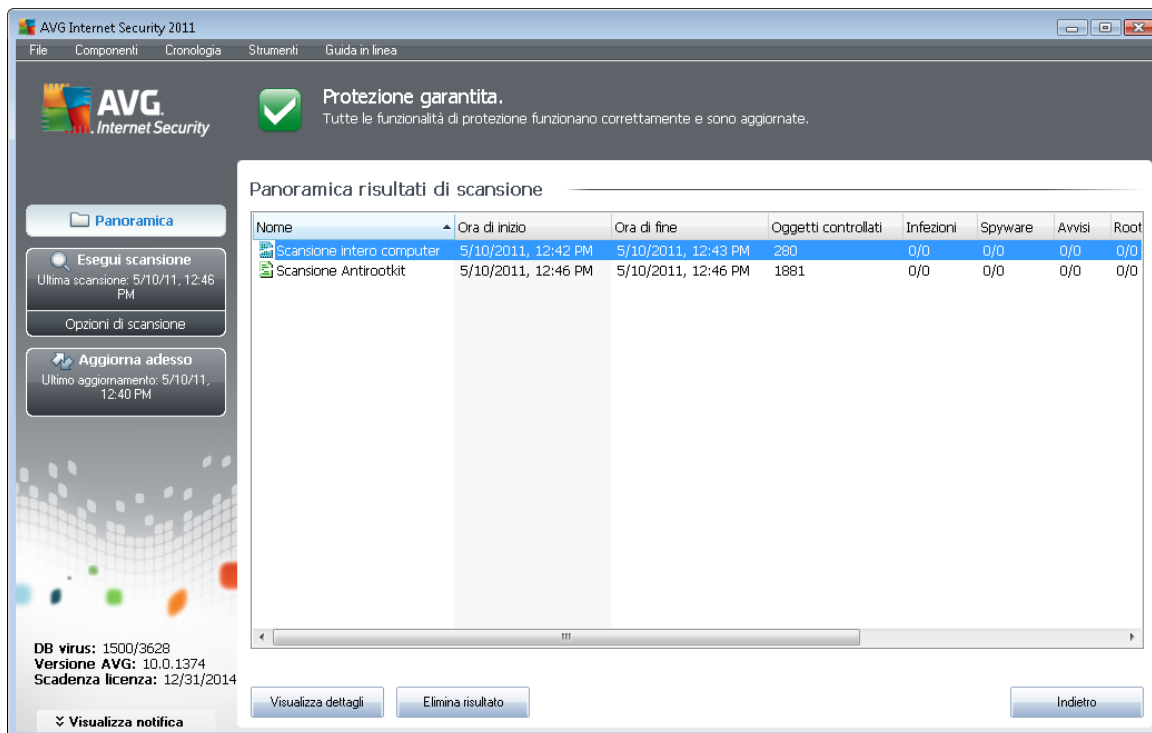 AVG Internet Security 2011
File Componenti Cronologia Strumenti Guida in linea
AVG.
Internet Security
Protezione garantita.
Tutte le funzionalità di protezione funzionano correttamente e sono aggiornate.
Panoramica
Esegui scansione
Ultima scansione: 5/10/11, 12:46
PM
Opzioni di scansione
Aggiorna adesso
Ultimo aggiornamento: 5/10/11,
12:40 PM
DB virus: 1500/3628
Versione AVG: 10.0.1374
Scadenza licenza: 12/31/2014
Visualizza notifica
Panoramica risultati di scansione
Nome Ora di inizio Ora di fine Oggetti controllati Infezioni Spyware Avvisi Root
Scansione intero computer 5/10/2011, 12:42 PM 5/10/2011, 12:43 PM 280 0/0 0/0 0/0 0/0
Scansione Antirootkit 5/10/2011, 12:46 PM 5/10/2011, 12:46 PM 1881 0/0 0/0 0/0 0/0
Visualizza dettagli Elimina risultato Indietro